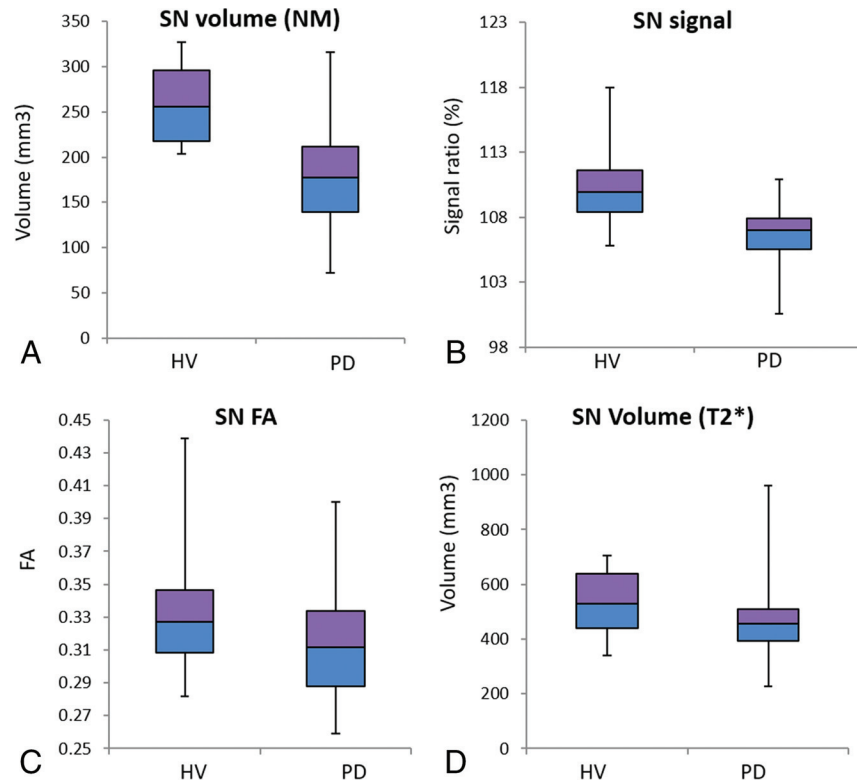 SN volume (NM)
Volume (mm3)
350
300
250
200
150
100
50
0
HV PD
A
SN signal
Signal ratio (%)
123
118
113
108
103
98
HV PD
B
SN FA
FA
0.45
0.43
0.41
0.39
0.37
0.35
0.33
0.31
0.29
0.27
0.25
HV PD
C
SN Volume (T2*)
Volume (mm3)
1200
1000
800
600
400
200
0
HV PD
D